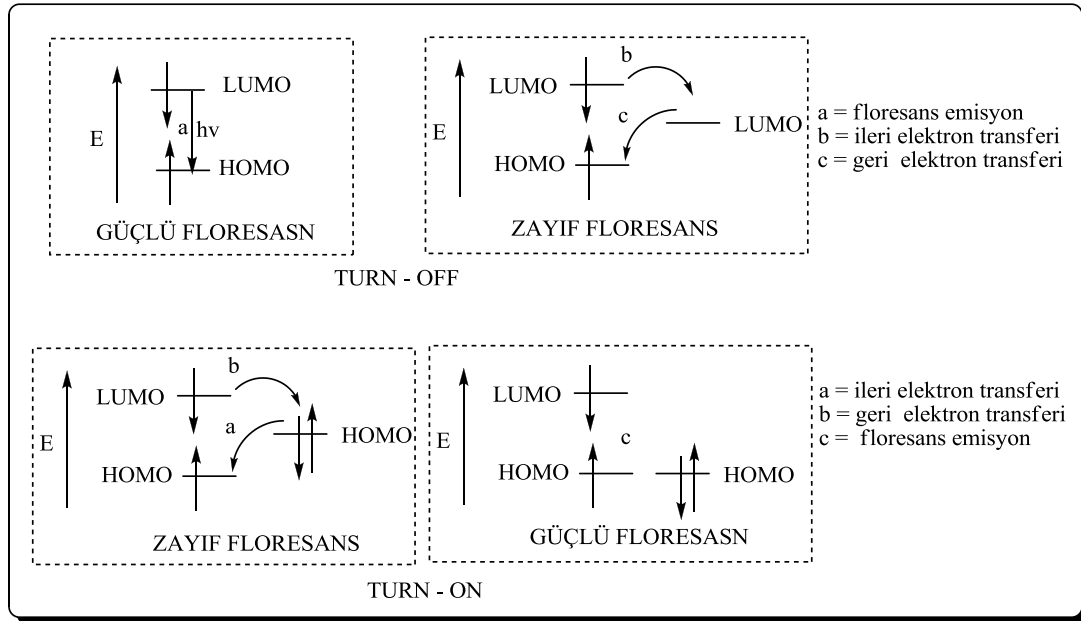 LUMO
a
hv
E
HOMO
GÜÇLÜ FLORESASN
b
LUMO
c
E
LUMO
HOMO
ZAYIF FLORESANS
a = floresans emisyon
b = ileri elektron transferi
c = geri elektron transferi
TURN - OFF
b
LUMO
a
E
HOMO
HOMO
ZAYIF FLORESANS
LUMO
E
c
HOMO
HOMO
GÜÇLÜ FLORESASN
a = ileri elektron transferi
b = geri elektron transferi
c = floresans emisyon
TURN - ON